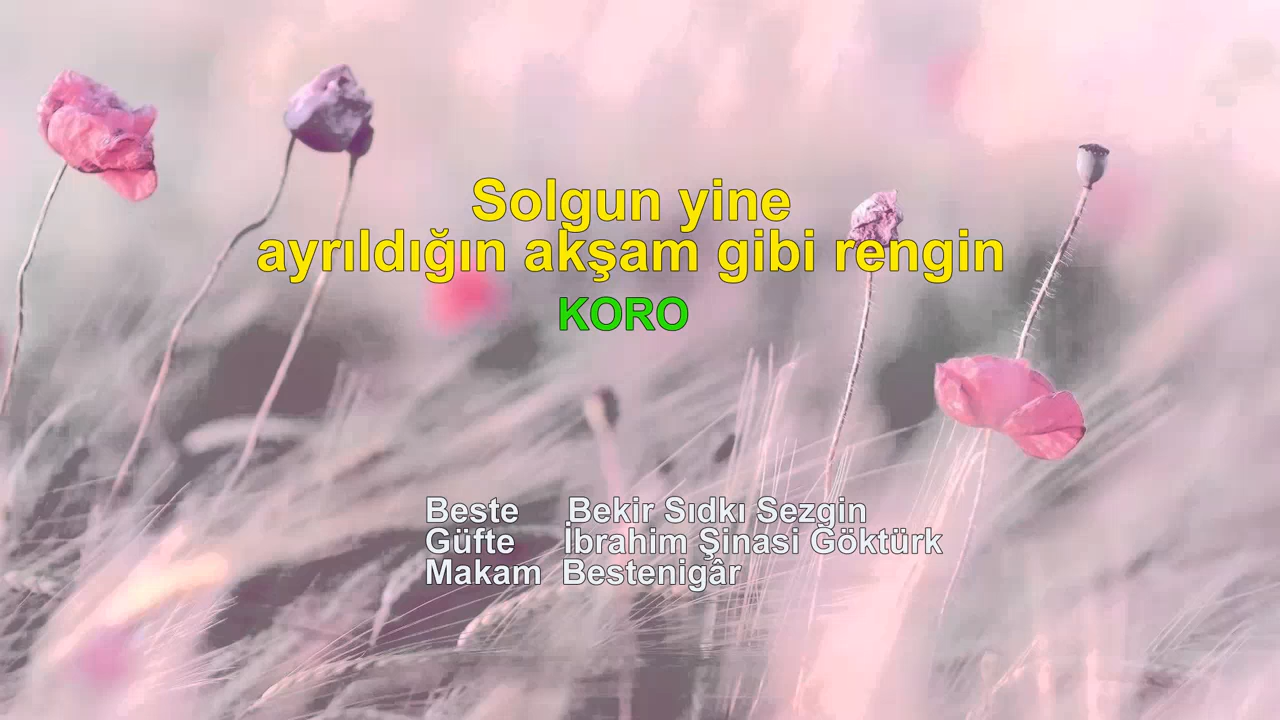 Solgun yine
ayrıldığın akşam gibi rengin
KORO
Beste Bekir Sıdkı Sezgin
Güfte İbrahim Şinasi Göktürk
Makam Bestenigâr